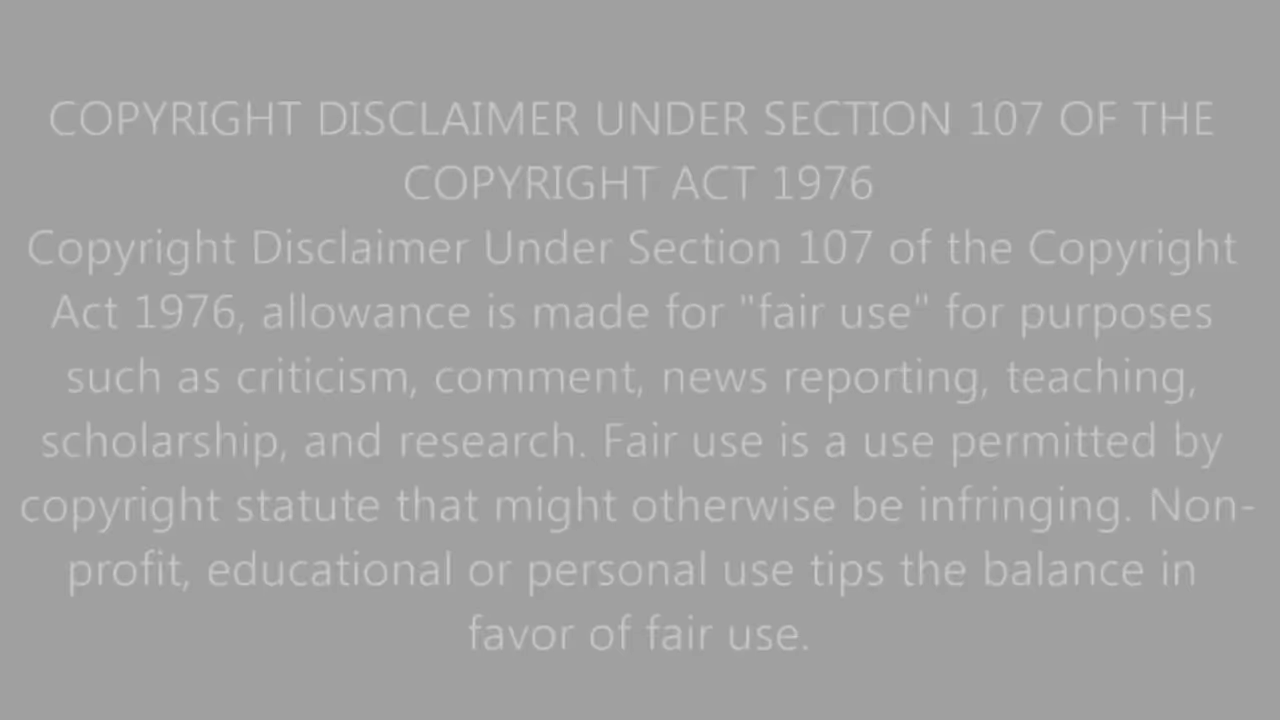 COPYRIGHT DISCLAIMER UNDER SECTION 107 OF THE
COPYRIGHT ACT 1976
Copyright Disclaimer Under Section 107 of the Copyright
Act 1976, allowance is made for "fair use" for purposes
such as criticism, comment, news reporting, teaching,
scholarship, and research. Fair use is a use permitted by
copyright statute that might otherwise be infringing. Non-
profit, educational or personal use tips the balance in
favor of fair use.